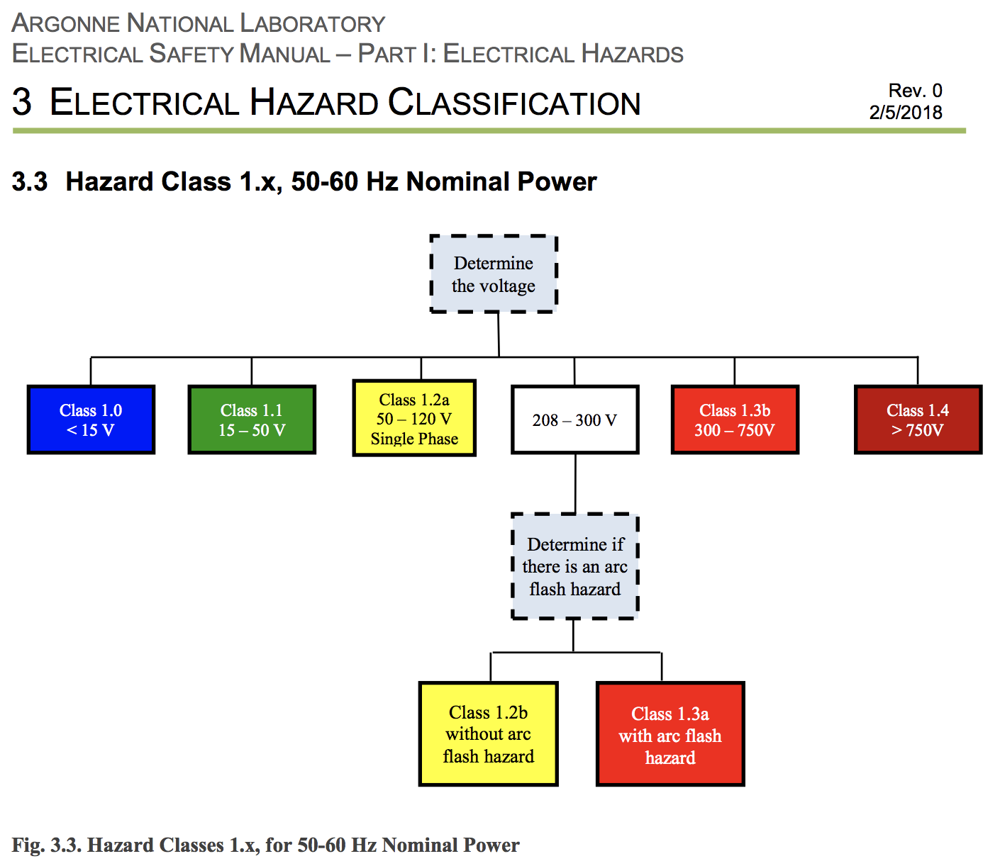 ARGONNE NATIONAL LABORATORY
ELECTRICAL SAFETY MANUAL – PART I: ELECTRICAL HAZARDS
3 ELECTRICAL HAZARD CLASSIFICATION
Rev. 0
2/5/2018
3.3 Hazard Class 1.x, 50-60 Hz Nominal Power
Determine
the voltage
Class 1.0
< 15 V
Class 1.1
15 – 50 V
Class 1.2a
50 – 120 V
Single Phase
208 – 300 V
Class 1.3b
300 – 750V
Class 1.4
> 750V
Determine if
there is an arc
flash hazard
Class 1.2b
without arc
flash hazard
Class 1.3a
with arc flash
hazard
Fig. 3.3. Hazard Classes 1.x, for 50-60 Hz Nominal Power